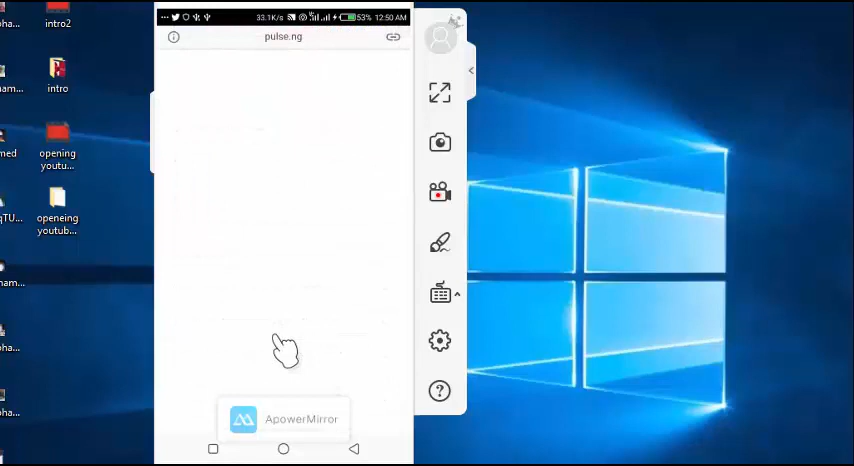 intro2
intro
opening
youtu...
openeing
youtub...
33.1K/s
53%
12:50 AM
pulse.ng
ApowerMirror